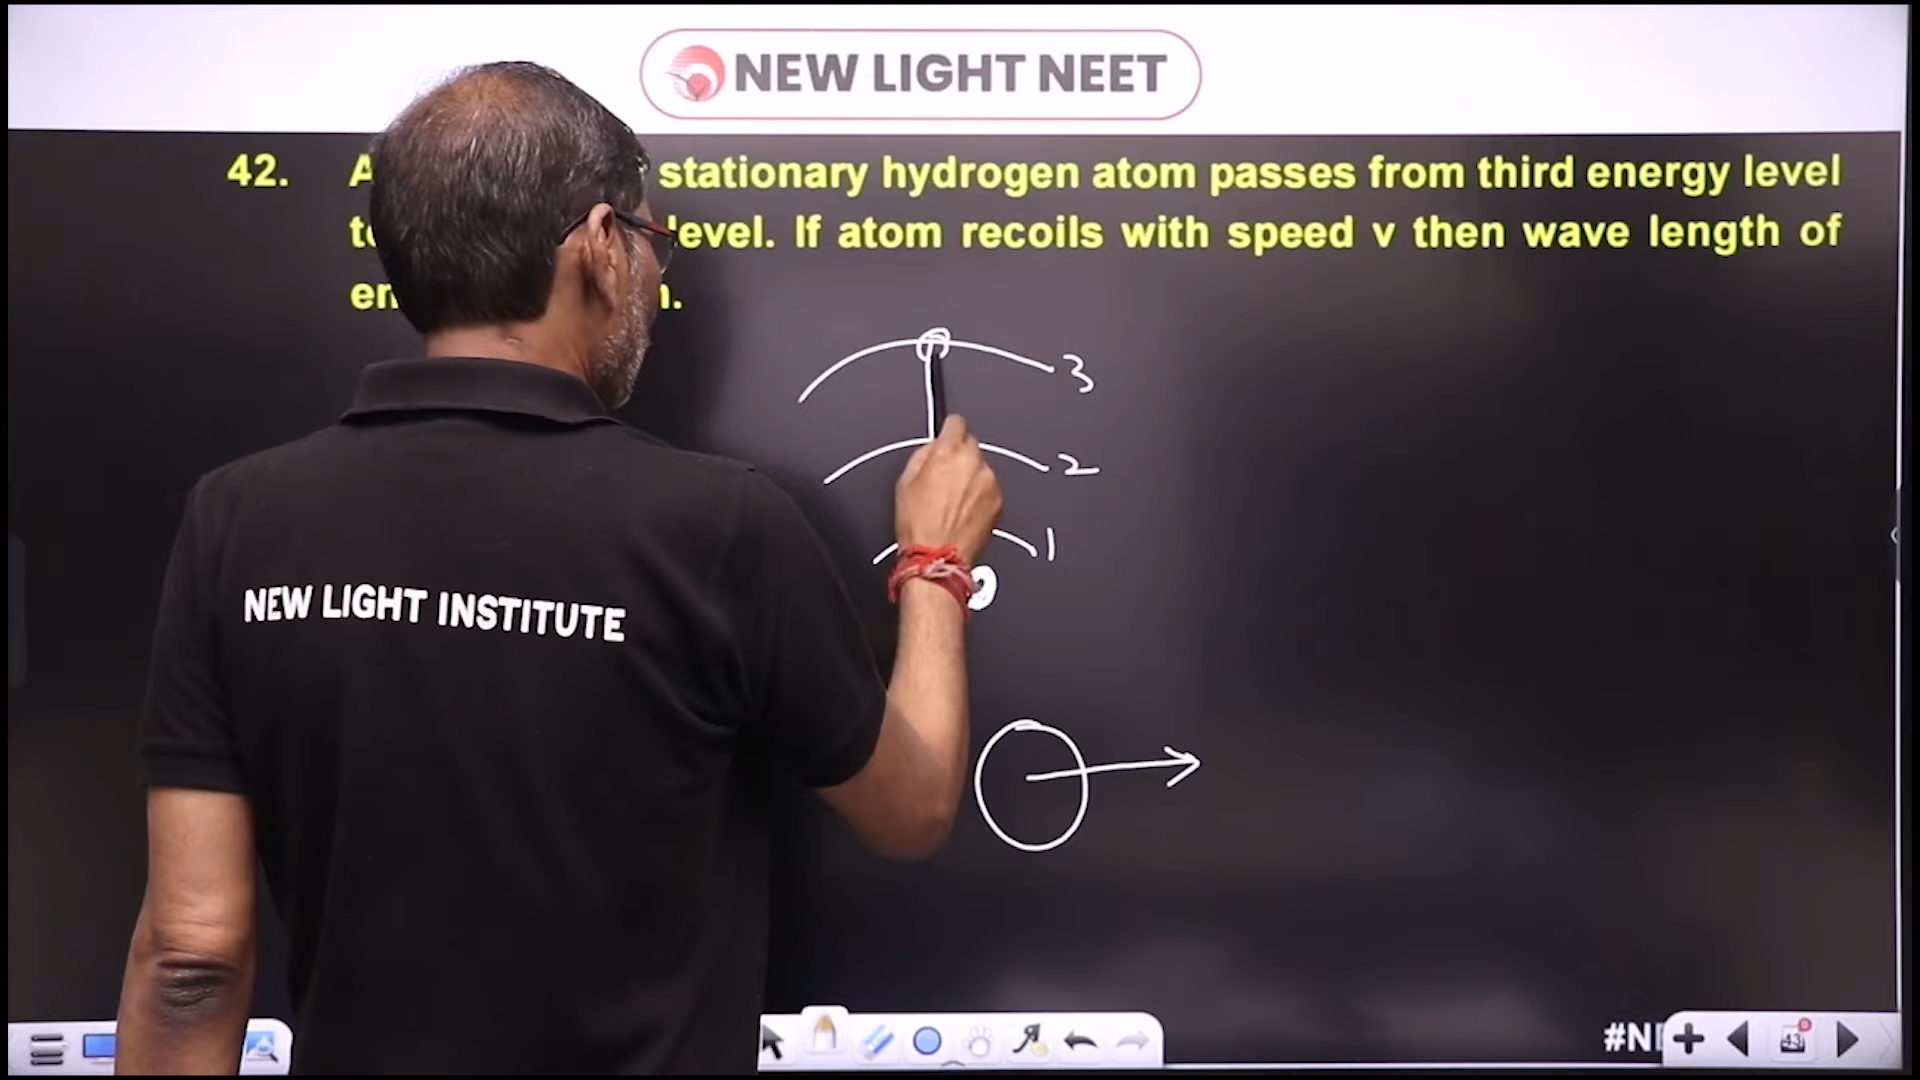 NEW LIGHT NEET
42. stationary hydrogen atom passes from third energy level
level. If atom recoils with speed v then wave length of
3
2
1
NEW LIGHT INSTITUTE
43